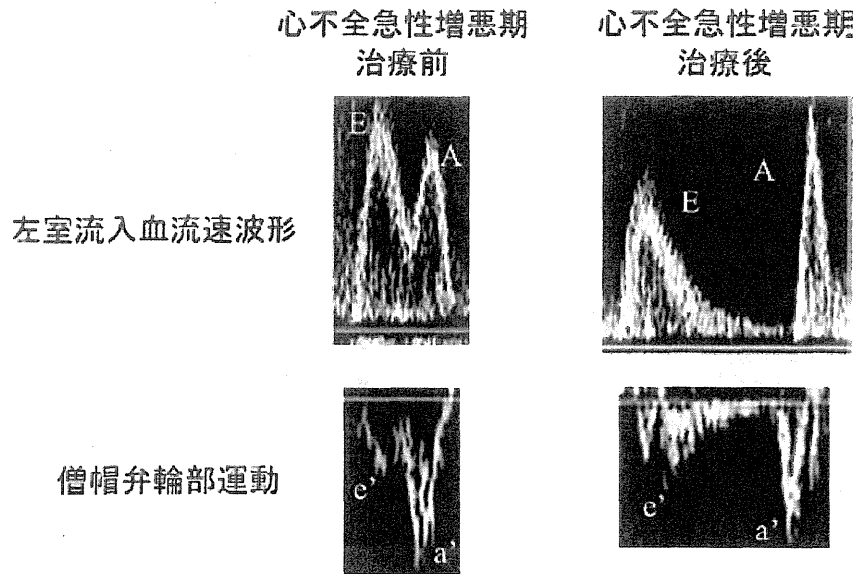 心不全急性増悪期
治療前
心不全急性増悪期
治療後
左室流入血流速波形
E
A
E
A
僧帽弁輪部運動
e'
a'
e'
a'